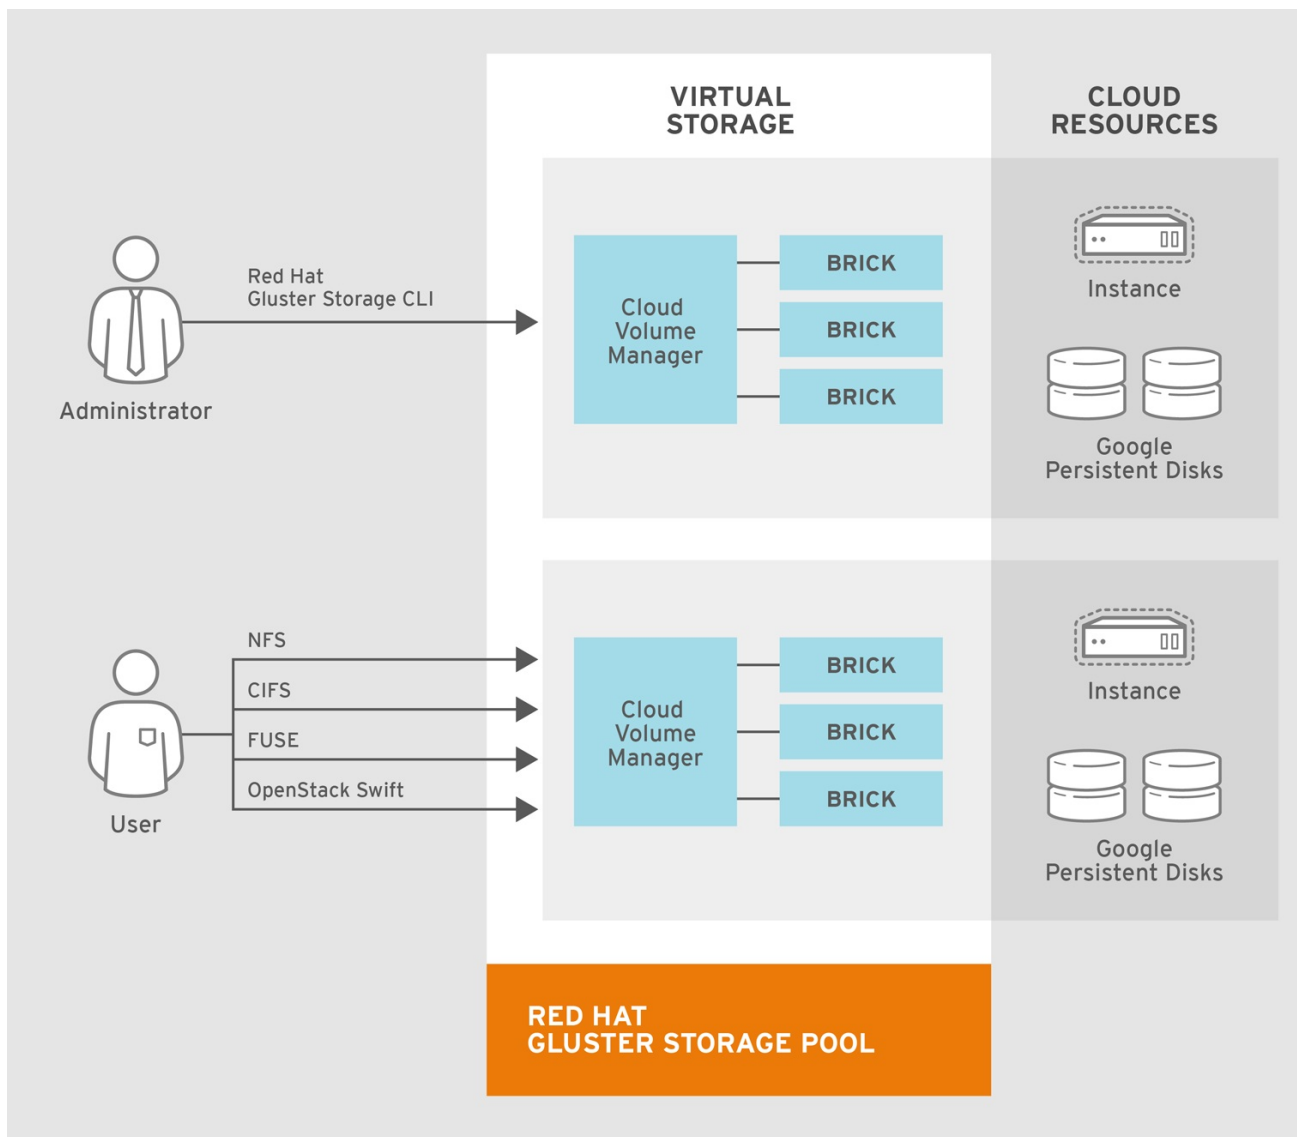 VIRTUAL
STORAGE
CLOUD
RESOURCES
Red Hat
Gluster Storage CLI
Administrator
Cloud
Volume
Manager
BRICK
BRICK
BRICK
Instance
Google
Persistent Disks
NFS
CIFS
FUSE
OpenStack Swift
User
Cloud
Volume
Manager
BRICK
BRICK
BRICK
Instance
Google
Persistent Disks
RED HAT
GLUSTER STORAGE POOL